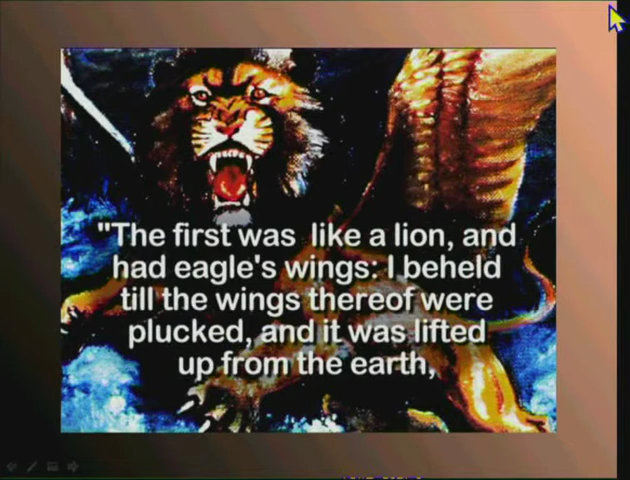 "The first was like a lion, and
had eagle's wings: I beheld
till the wings thereof were
plucked, and it was lifted
up from the earth,